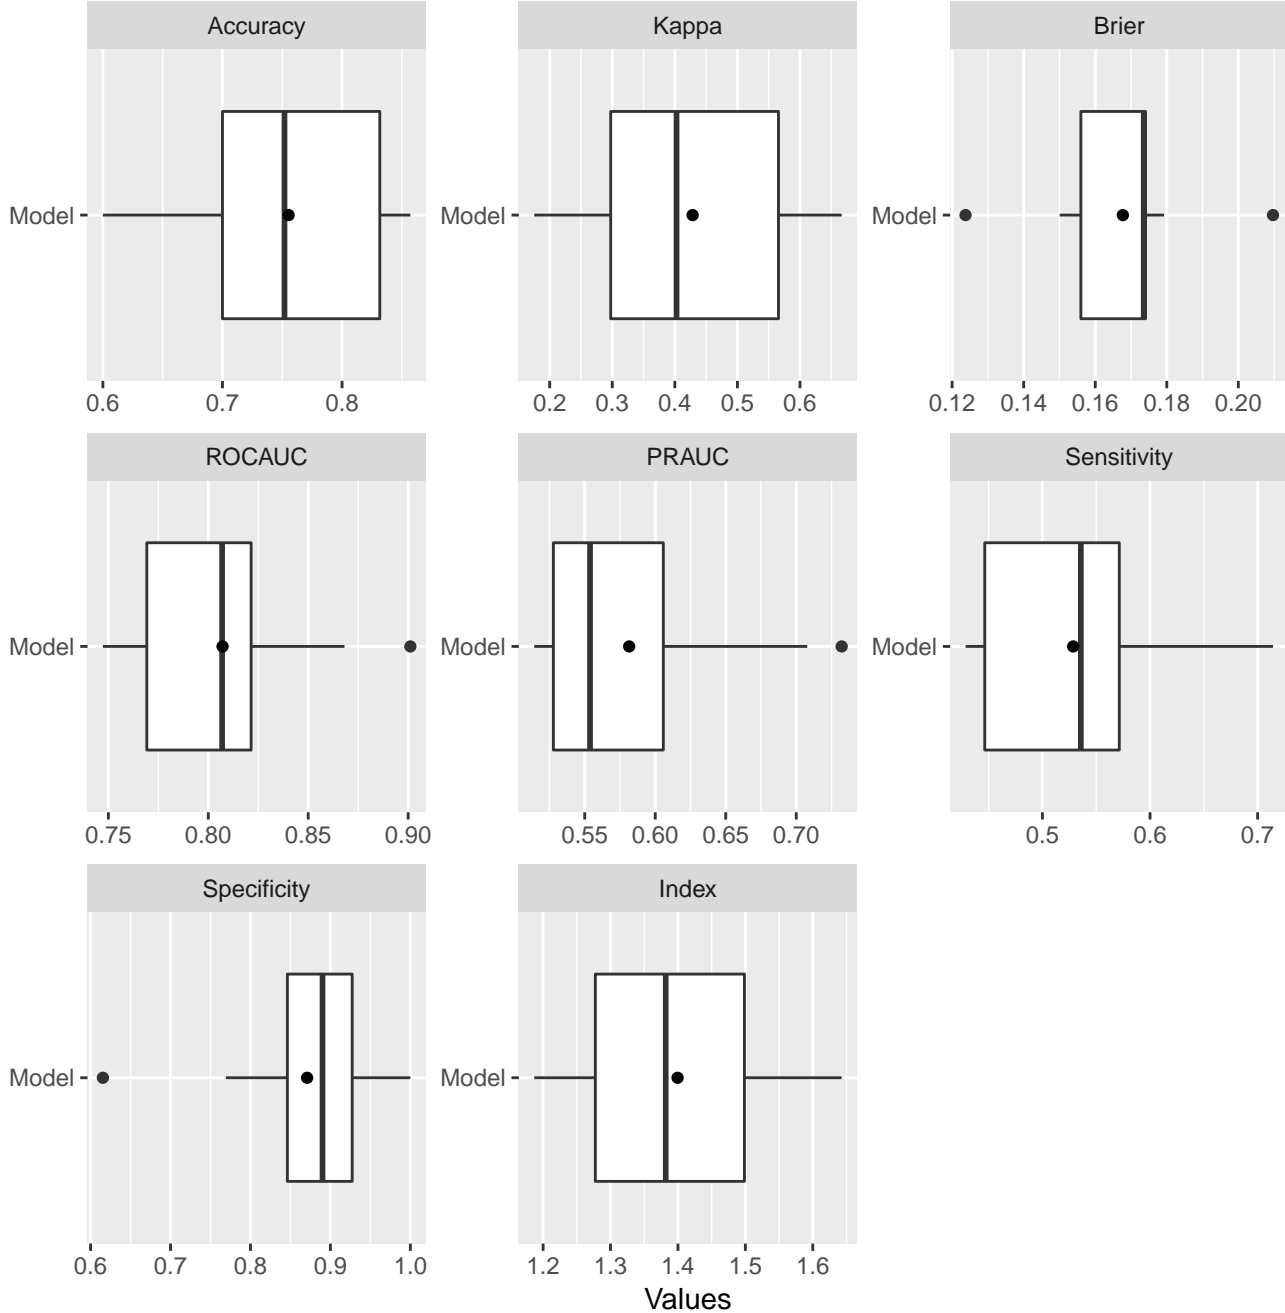 Accuracy Kappa Brier
Model Model Model
0.6 0.7 0.8 0.2 0.3 0.4 0.5 0.6 0.12 0.14 0.16 0.18 0.20
ROCAUC PRAUC Sensitivity
Model Model Model
0.75 0.80 0.85 0.90 0.55 0.60 0.65 0.70 0.5 0.6 0.7
Specificity Index
Model Model
0.6 0.7 0.8 0.9 1.0 1.2 1.3 1.4 1.5 1.6
Values